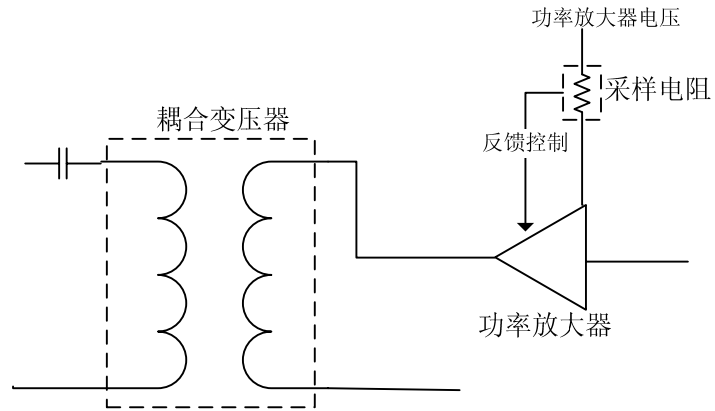 功率放大器电压
采样电阻
耦合变压器
反馈控制
功率放大器